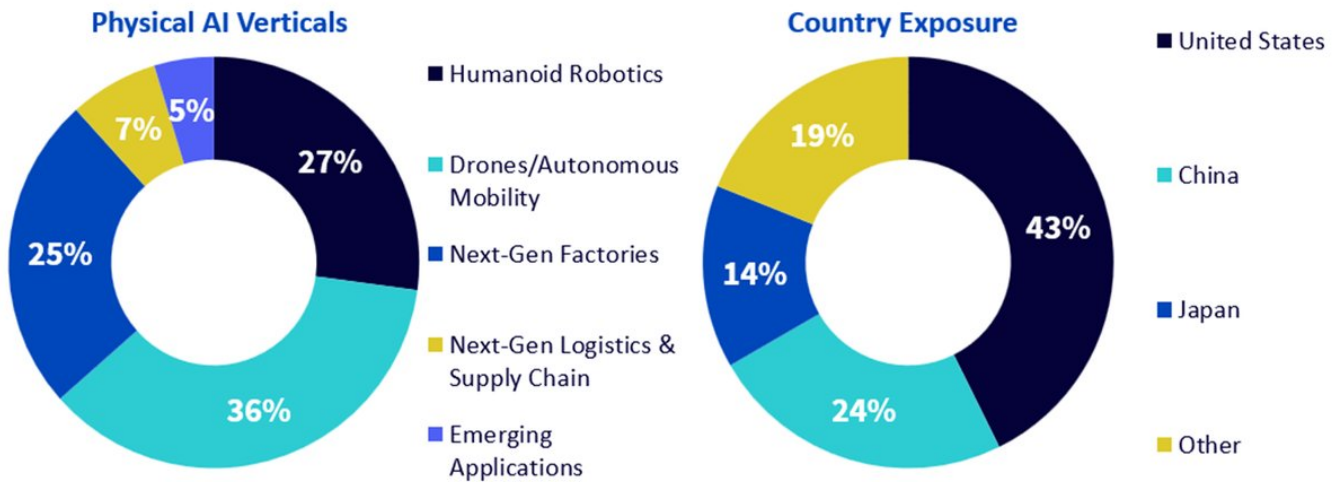 Physical AI Verticals
27%
36%
25%
7%
5%
Humanoid Robotics
Drones/Autonomous
Mobility
Next-Gen Factories
Next-Gen Logistics &
Supply Chain
Emerging
Applications
Country Exposure
43%
24%
14%
19%
United States
China
Japan
Other